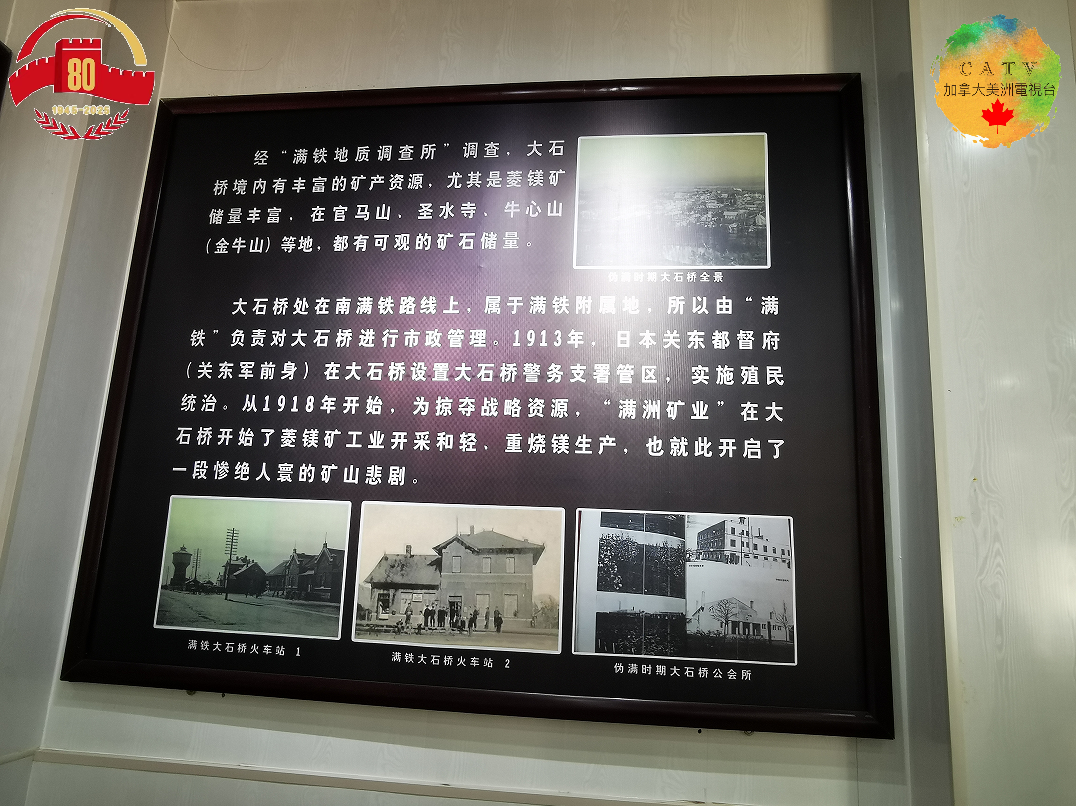 80
CATV
加拿大美洲電視台
经“满铁地质调查所”调查，大石
桥境内有丰富的矿产资源，尤其是菱镁矿
储量丰富，在官马山、圣水寺、牛心山
（金牛山）等地，都有可观的矿石储量。
伪满时期大石桥全景
大石桥处在南满铁路线上，属于满铁附属地，所以由“满
铁”负责对大石桥进行市政管理。1913年，日本关东都督府
（关东军前身）在大石桥设置大石桥警务支署管区，实施殖民
统治。从1918年开始，为掠夺战略资源，“满洲矿业”在大
石桥开始了菱镁矿工业开采和轻、重烧镁生产，也就此开启了
一段惨绝人寰的矿山悲剧。
满铁大石桥火车站 1
满铁大石桥火车站 2
伪满时期大石桥公会所